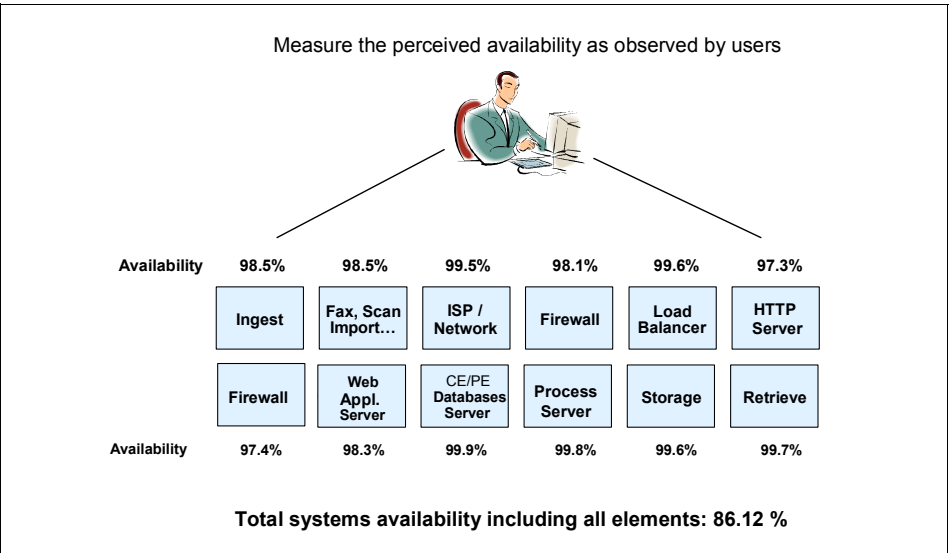 Measure the perceived availability as observed by users
Availability 98.5% 98.5% 99.5% 98.1% 99.6% 97.3%
Ingest
Fax, Scan
Import…
ISP /
Network
Firewall
Load
Balancer
HTTP
Server
Firewall
Web
Appl.
Server
CE/PE
Databases
Server
Process
Server
Storage
Retrieve
Availability 97.4% 98.3% 99.9% 99.8% 99.6% 99.7%
Total systems availability including all elements: 86.12 %